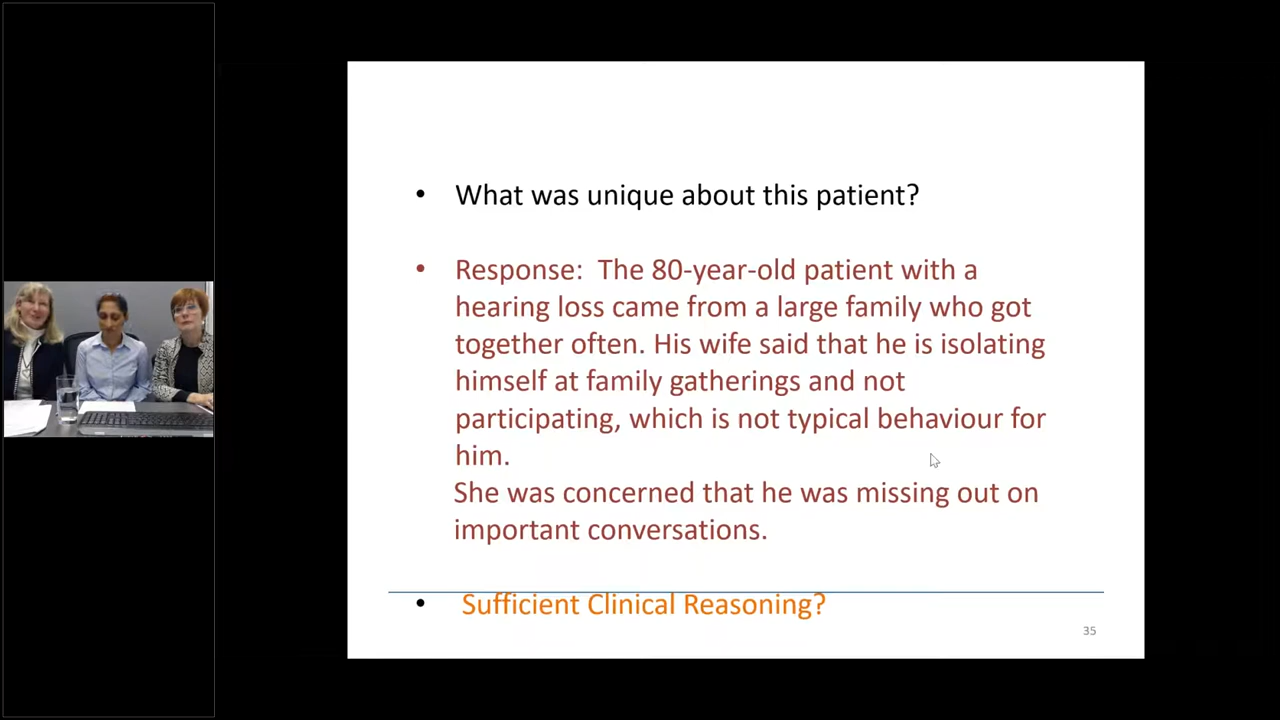 • What was unique about this patient?
• Response: The 80-year-old patient with a
hearing loss came from a large family who got
together often. His wife said that he is isolating
himself at family gatherings and not
participating, which is not typical behaviour for
him.
She was concerned that he was missing out on
important conversations.
• Sufficient Clinical Reasoning?
35